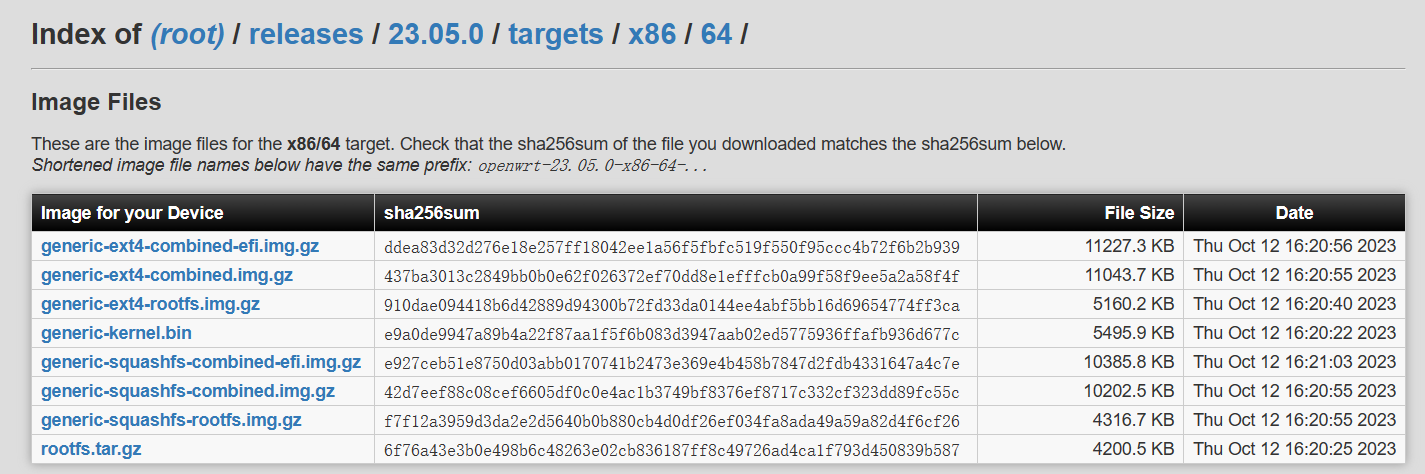 Index of (root) / releases / 23.05.0 / targets / x86 / 64 /
Image Files
These are the image files for the x86/64 target. Check that the sha256sum of the file you downloaded matches the sha256sum below.
Shortened image file names below have the same prefix: openwrt-23.05.0-x86-64-...
Image for your Device sha256sum File Size Date
generic-ext4-combined-efi.img.gz ddea83d32d276e18e257ff18042ee1a56f5fbfc519f550f95ccc4b72f6b2b939 11227.3 KB Thu Oct 12 16:20:56 2023
generic-ext4-combined.img.gz 437ba3013c2849bb0b0e62f026372ef70dd8e1efffcb0a99f58f9ee5a2a58f4f 11043.7 KB Thu Oct 12 16:20:55 2023
generic-ext4-rootfs.img.gz 910dae094418b6d42889d94300b72fd33da0144ee4abf5bb16d69654774ff3ca 5160.2 KB Thu Oct 12 16:20:40 2023
generic-kernel.bin e9a0de9947a89b4a22f87aa1f5f6b083d3947aab02ed5775936ffafb936d677c 5495.9 KB Thu Oct 12 16:20:22 2023
generic-squashfs-combined-efi.img.gz e927ceb51e8750d03abb0170741b2473e369e4b458b7847d2fdb4331647a4c7e 10385.8 KB Thu Oct 12 16:21:03 2023
generic-squashfs-combined.img.gz 42d7eef88c08cef6605df0c0e4ac1b3749bf8376ef8717c332cf323dd89fc55c 10202.5 KB Thu Oct 12 16:20:55 2023
generic-squashfs-rootfs.img.gz f7f12a3959d3da2e2d5640b0b880cb4d0df26ef034fa8ada49a59a82d4f6cf26 4316.7 KB Thu Oct 12 16:20:55 2023
rootfs.tar.gz 6f76a43e3b0e498b6c48263e02cb836187ff8c49726ad4ca1f793d450839b587 4200.5 KB Thu Oct 12 16:20:25 2023